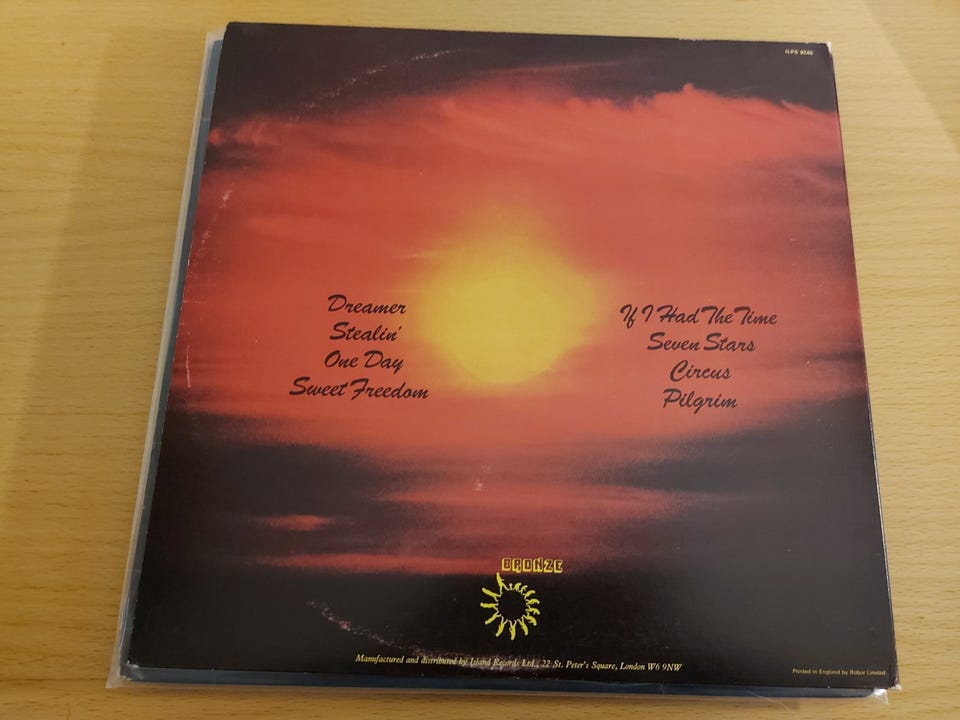 ILPS 9245
Dreamer
Stealin'
One Day
Sweet Freedom
If I Had The Time
Seven Stars
Circus
Pilgrim
BRONZE
Manufactured and distributed by Island Records Ltd., 22 St. Peter's Square, London W6 9NW
Printed in England by Robor Limited